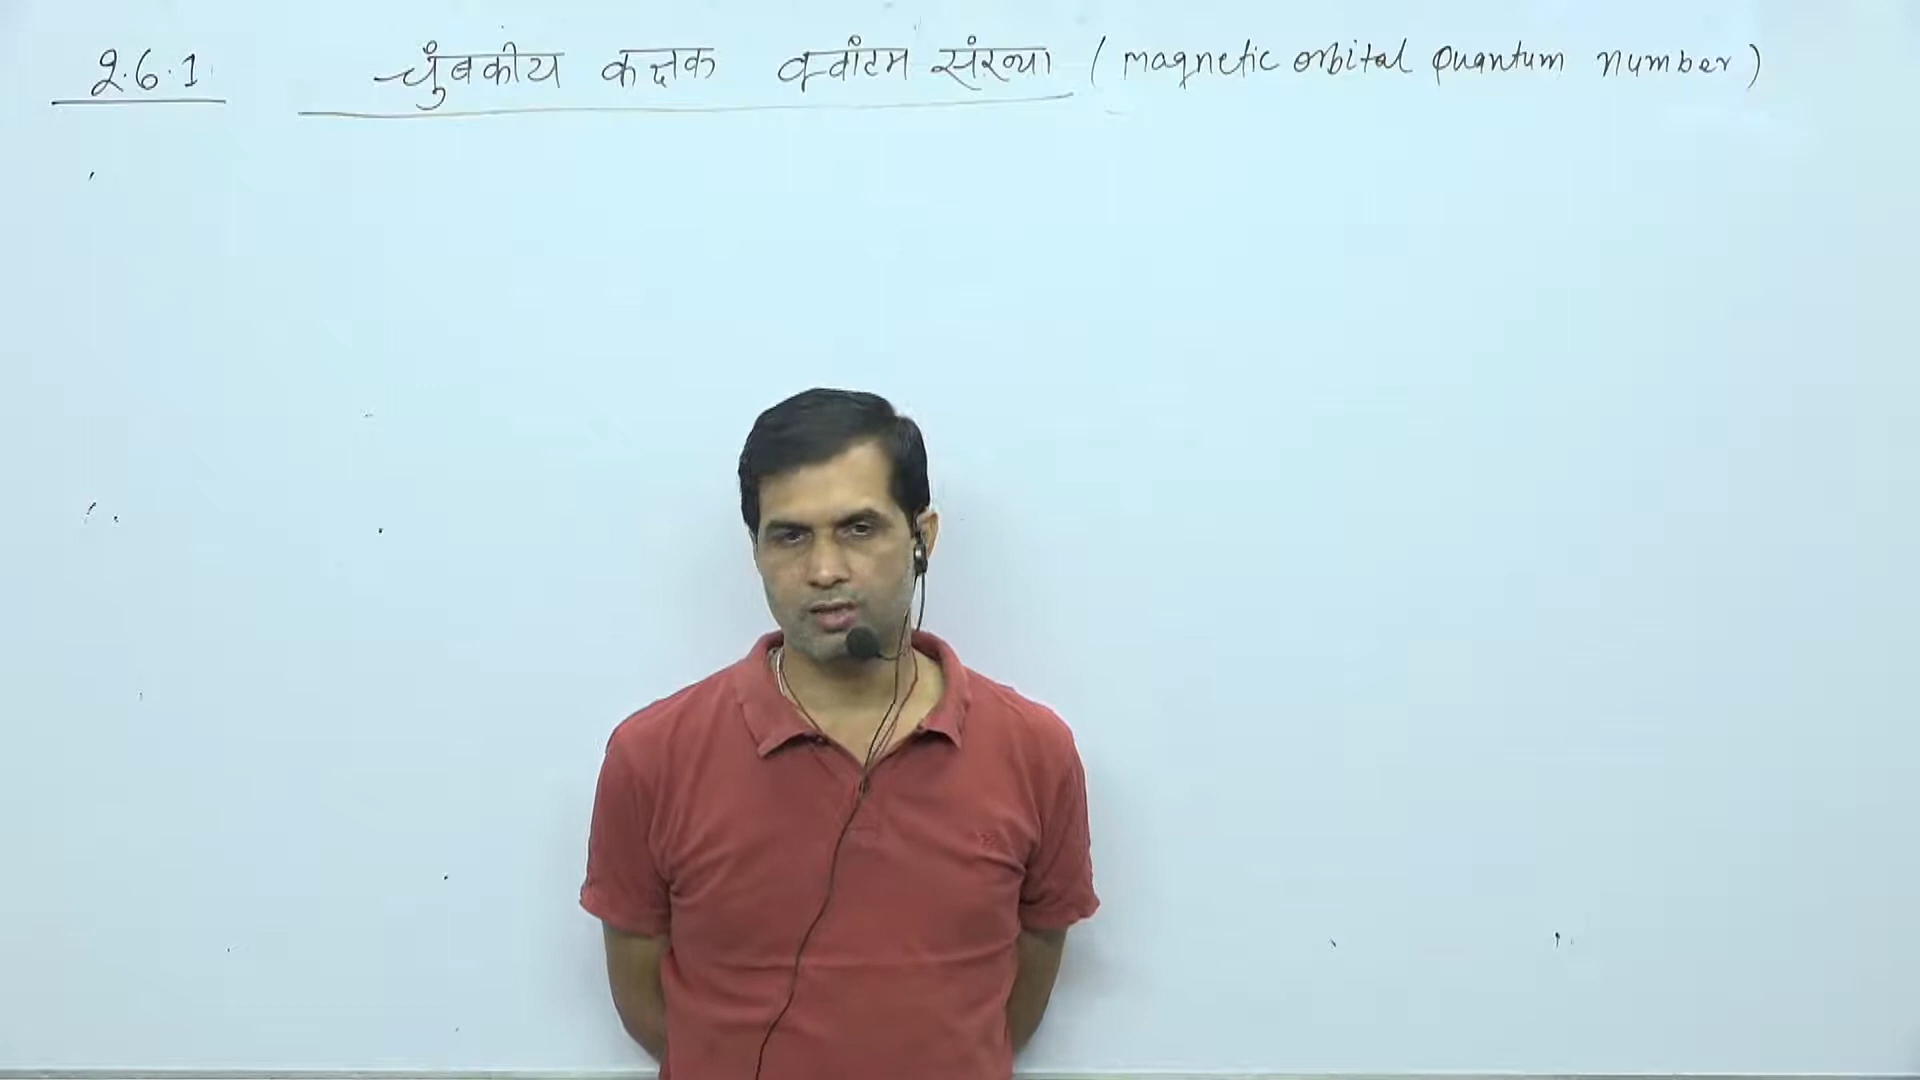 2.6.1 चुंबकीय कक्षक क्वांटम संख्या (magnetic orbital quantum number)